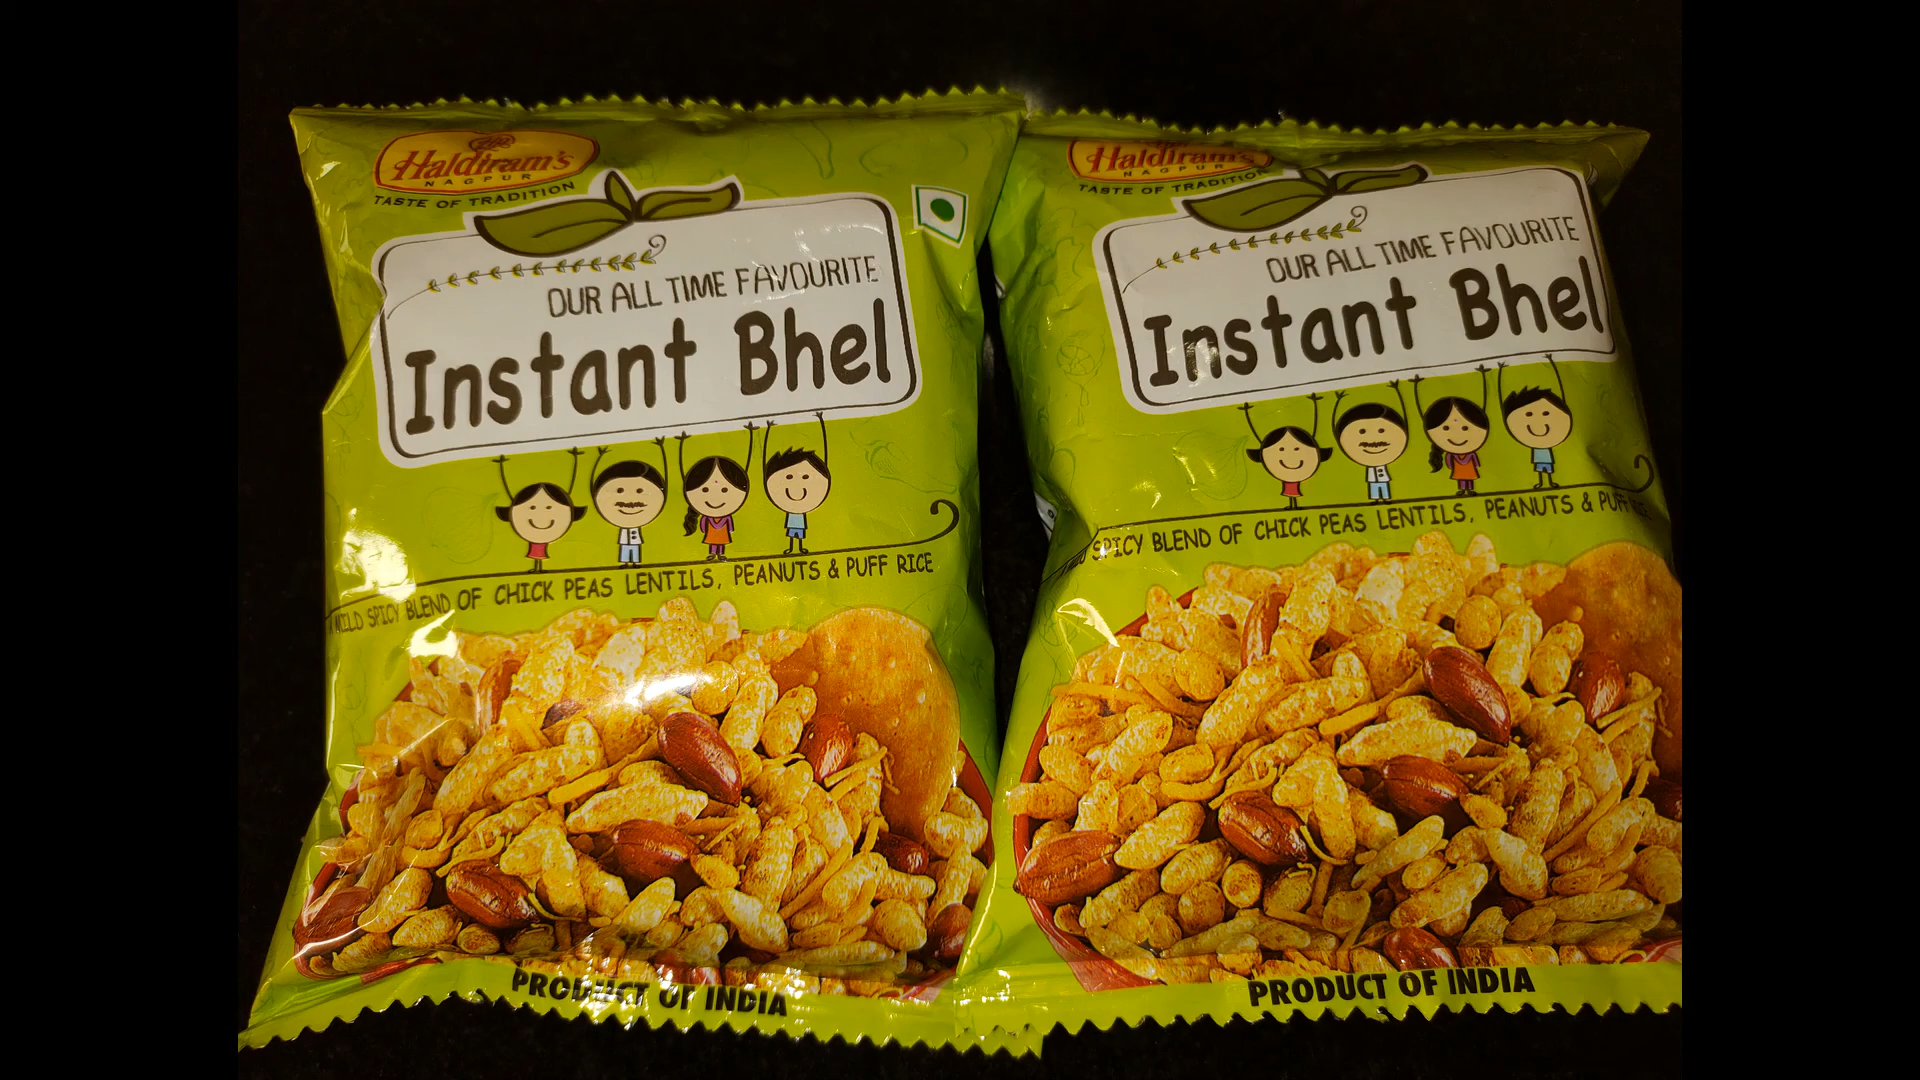 Haldiram's
NAGPUR
TASTE OF TRADITION
OUR ALL TIME FAVOURITE
Instant Bhel
MILD SPICY BLEND OF CHICK PEAS LENTILS, PEANUTS & PUFF RICE
PRODUCT OF INDIA
Haldiram's
NAGPUR
TASTE OF TRADITION
OUR ALL TIME FAVOURITE
Instant Bhel
SPICY BLEND OF CHICK PEAS LENTILS, PEANUTS & PUFF RICE
PRODUCT OF INDIA